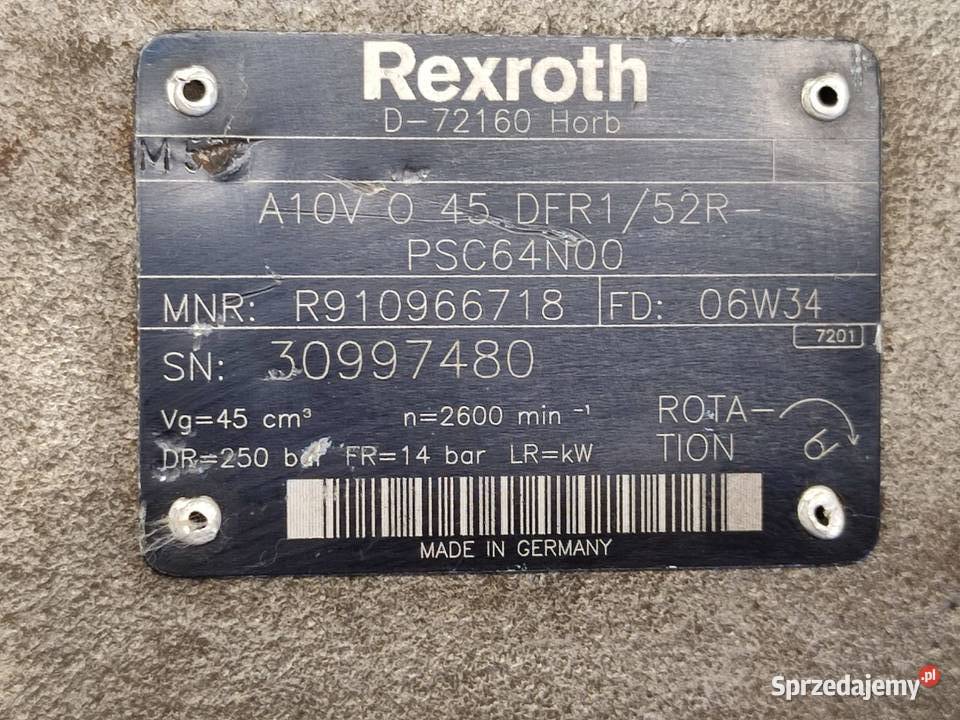 Rexroth
D-72160 Horb
M5
A10V O 45 DFR1/52R-
PSC64N00
MNR: R910966718 FD: 06W34
7201
SN: 30997480
Vg=45 cm³ n=2600 min⁻¹ ROTA-
DR=250 bar FR=14 bar LR=kW TION
MADE IN GERMANY
Sprzedajemy.pl